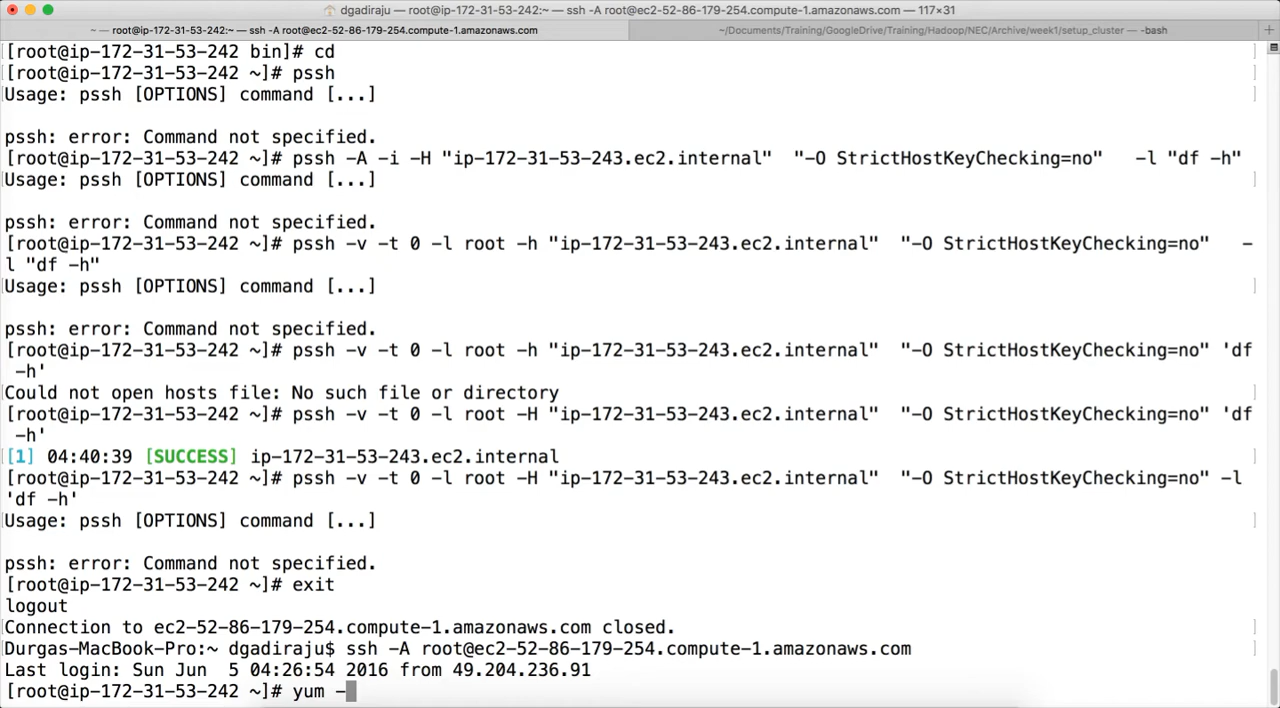 dgadiraju — root@ip-172-31-53-242:~ — ssh -A root@ec2-52-86-179-254.compute-1.amazonaws.com — 117×31
~ — root@ip-172-31-53-242:~ — ssh -A root@ec2-52-86-179-254.compute-1.amazonaws.com
~/Documents/Training/GoogleDrive/Training/Hadoop/NEC/Archive/week1/setup_cluster — -bash
[root@ip-172-31-53-242 bin]# cd
[root@ip-172-31-53-242 ~]# pssh
Usage: pssh [OPTIONS] command [...]
pssh: error: Command not specified.
[root@ip-172-31-53-242 ~]# pssh -A -i -H "ip-172-31-53-243.ec2.internal"  "-O StrictHostKeyChecking=no"   -l "df -h"
Usage: pssh [OPTIONS] command [...]
pssh: error: Command not specified.
[root@ip-172-31-53-242 ~]# pssh -v -t 0 -l root -h "ip-172-31-53-243.ec2.internal"  "-O StrictHostKeyChecking=no"   -
l "df -h"
Usage: pssh [OPTIONS] command [...]
pssh: error: Command not specified.
[root@ip-172-31-53-242 ~]# pssh -v -t 0 -l root -h "ip-172-31-53-243.ec2.internal"  "-O StrictHostKeyChecking=no" 'df
-h'
Could not open hosts file: No such file or directory
[root@ip-172-31-53-242 ~]# pssh -v -t 0 -l root -H "ip-172-31-53-243.ec2.internal"  "-O StrictHostKeyChecking=no" 'df
-h'
[1] 04:40:39 [SUCCESS] ip-172-31-53-243.ec2.internal
[root@ip-172-31-53-242 ~]# pssh -v -t 0 -l root -H "ip-172-31-53-243.ec2.internal"  "-O StrictHostKeyChecking=no" -l
'df -h'
Usage: pssh [OPTIONS] command [...]
pssh: error: Command not specified.
[root@ip-172-31-53-242 ~]# exit
logout
Connection to ec2-52-86-179-254.compute-1.amazonaws.com closed.
Durgas-MacBook-Pro:~ dgadiraju$ ssh -A root@ec2-52-86-179-254.compute-1.amazonaws.com
Last login: Sun Jun  5 04:26:54 2016 from 49.204.236.91
[root@ip-172-31-53-242 ~]# yum -